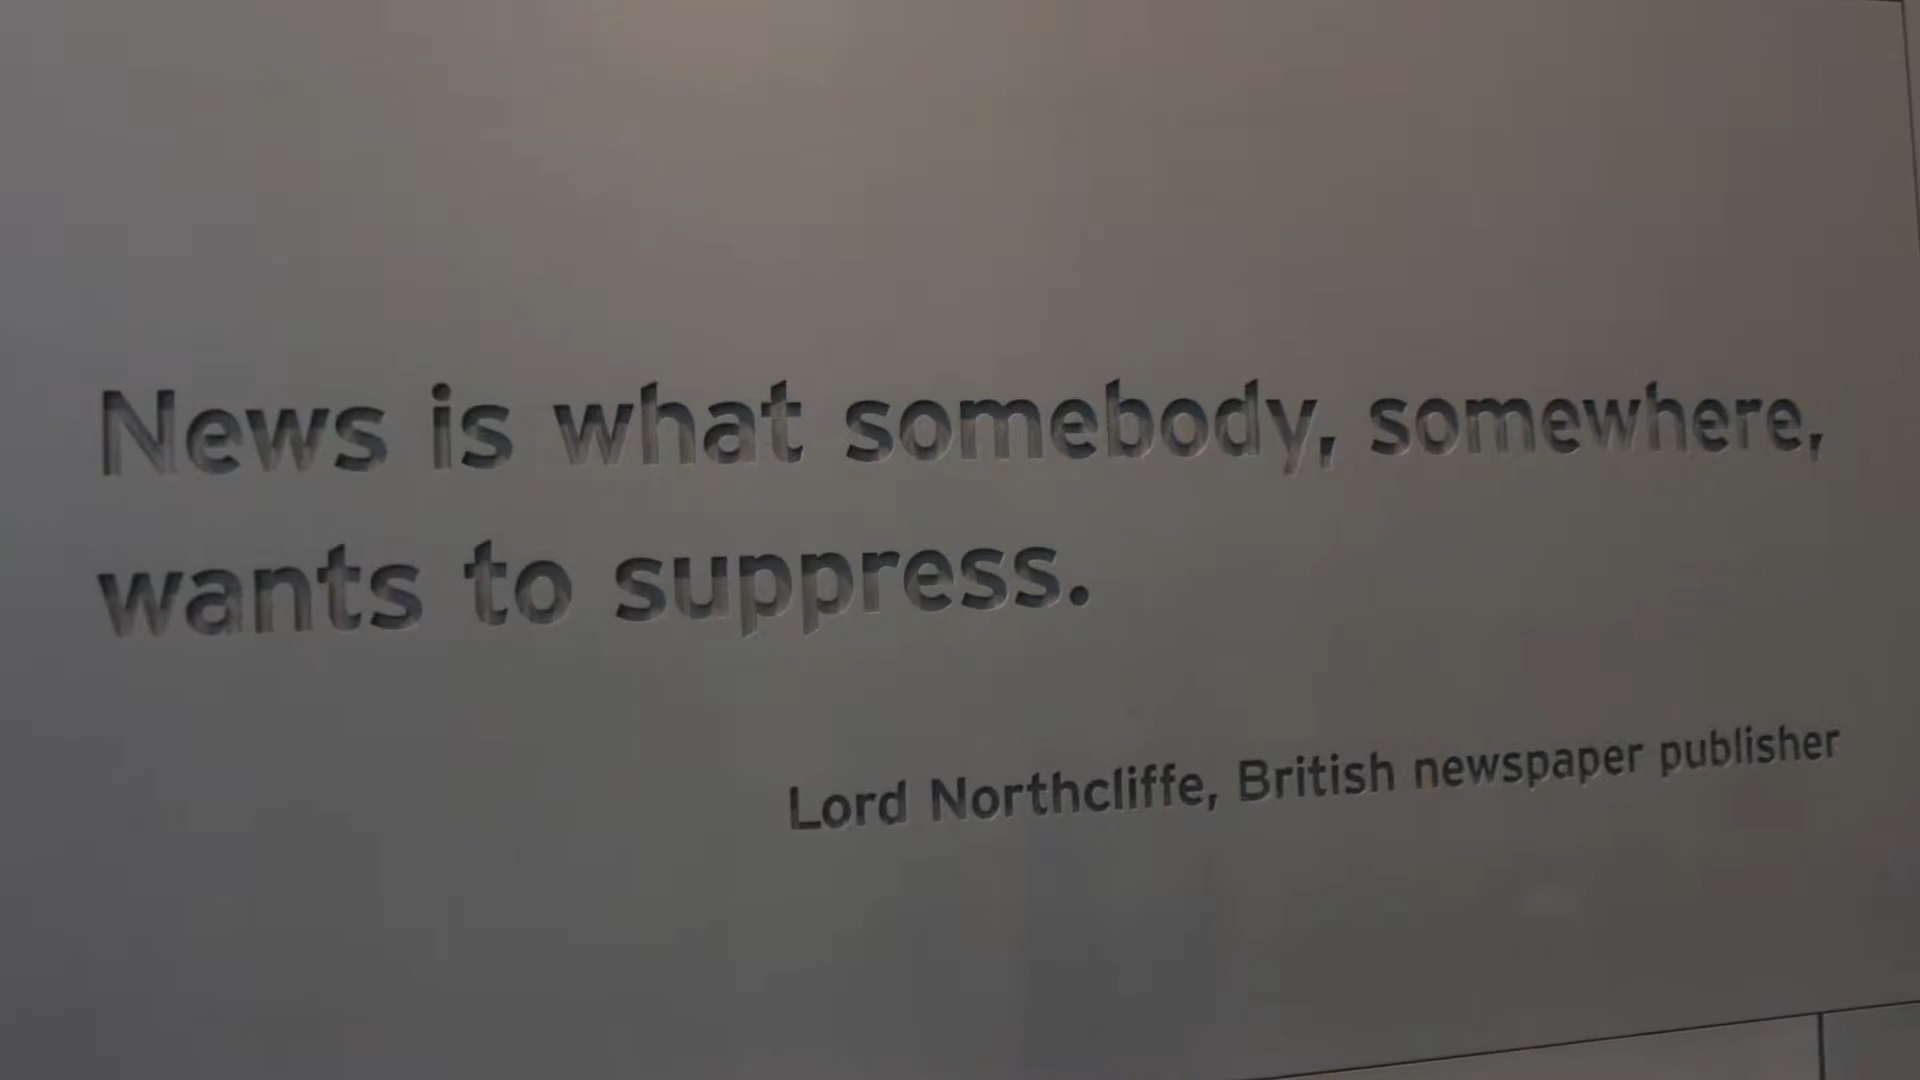 News is what somebody, somewhere,
wants to suppress.
Lord Northcliffe, British newspaper publisher